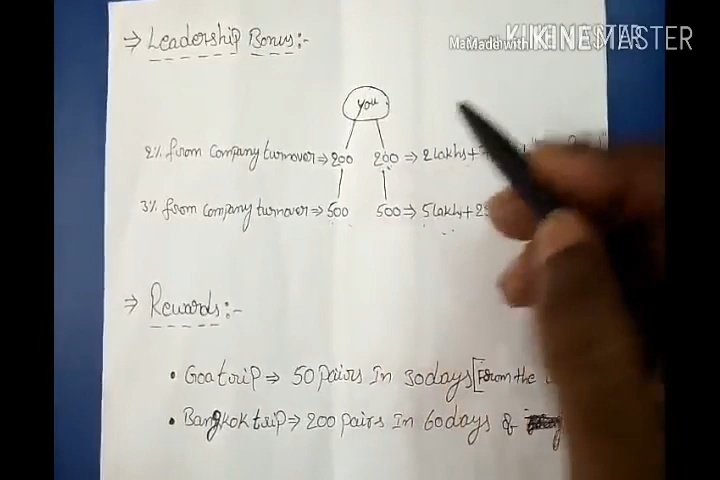 Made with KINEMASTER
⇒ Leadership Bonus:-
You
2% from company turnover ⇒ 200 200 ⇒ 2 lakhs +
3% from company turnover ⇒ 500 500 ⇒ 5 lakhs +
⇒ Rewards:-
• Goa trip ⇒ 50 pairs In 30 days [From the
• Bangkok trip ⇒ 200 pairs In 60 days of